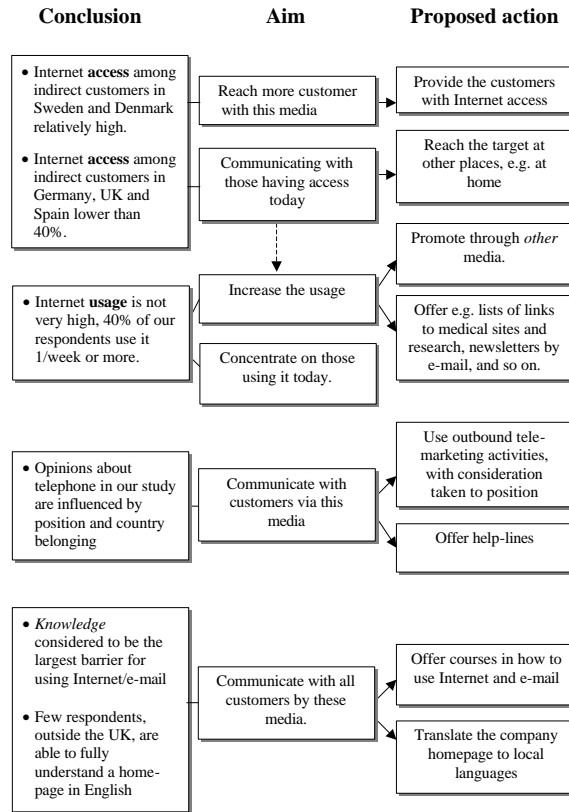 Conclusion
Aim
Proposed action
• Internet access among
indirect customers in
Sweden and Denmark
relatively high.
• Internet access among
indirect customers in
Germany, UK and
Spain lower than
40%.
Reach more customer
with this media
Provide the customers
with Internet access
Communicating with
those having access
today
Reach the target at
other places, e.g. at
home
• Internet usage is not
very high, 40% of our
respondents use it
1/week or more.
Increase the usage
Promote through other
media.
Offer e.g. lists of links
to medical sites and
research, newsletters by
e-mail, and so on.
Concentrate on those
using it today.
• Opinions about
telephone in our study
are influenced by
position and country
belonging
Communicate with
customers via this
media
Use outbound tele-
marketing activities,
with consideration
taken to position
Offer help-lines
• Knowledge
considered to be the
largest barrier for
using Internet/e-mail
• Few respondents,
outside the UK, are
able to fully
understand a home-
page in English
Communicate with all
customers by these
media.
Offer courses in how to
use Internet and e-mail
Translate the company
homepage to local
languages